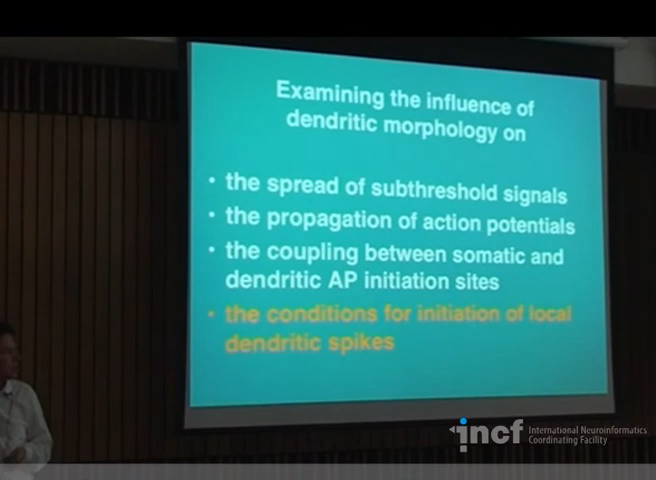 Examining the influence of
dendritic morphology on
• the spread of subthreshold signals
• the propagation of action potentials
• the coupling between somatic and
dendritic AP initiation sites
• the conditions for initiation of local
dendritic spikes
incf International Neuroinformatics
Coordinating Facility